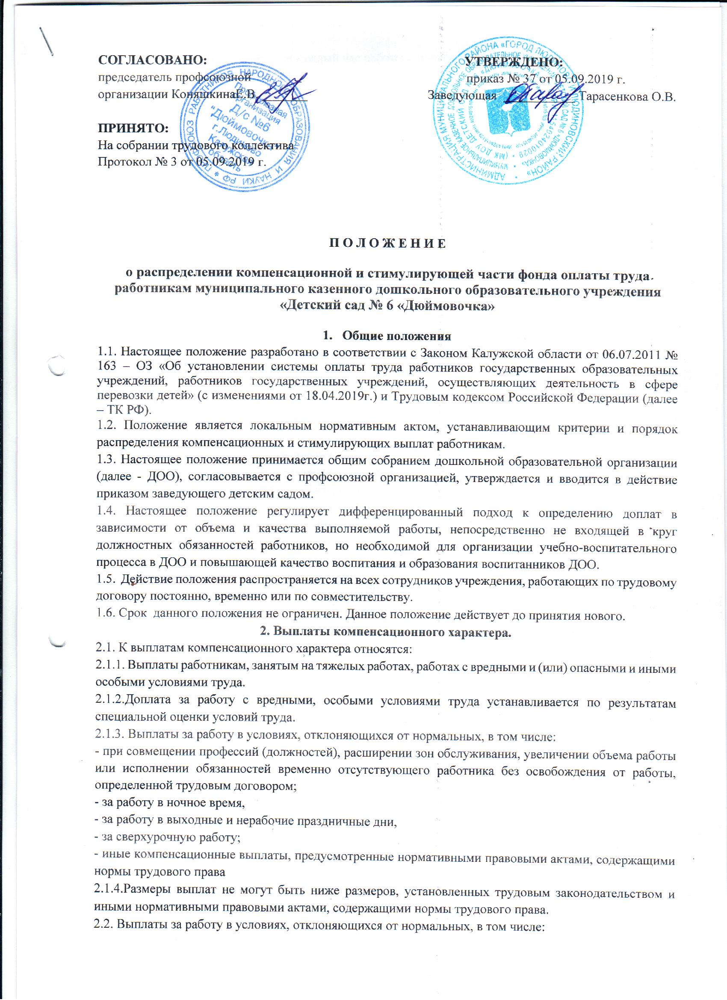 СОГЛАСОВАНО:
председатель профсоюзной
организации КоняшкинаЕ.В.
УТВЕРЖДЕНО:
приказ № 37 от 05.09.2019 г.
Заведующая Тарасенкова О.В.
ПРИНЯТО:
На собрании трудового коллектива
Протокол № 3 от 05.09.2019 г.
ПРОФСОЮЗ РАБОТНИКОВ НАРОДНОГО ОБРАЗОВАНИЯ И НАУКИ РФ *
Профсоюзная
организация
Д/с №6
"Дюймовочка"
г.Людиново
Калужская
область
П О Л О Ж Е Н И Е
о распределении компенсационной и стимулирующей части фонда оплаты труда
работникам муниципального казенного дошкольного образовательного учреждения
«Детский сад № 6 «Дюймовочка»
1. Общие положения
1.1. Настоящее положение разработано в соответствии с Законом Калужской области от 06.07.2011 №
163 – ОЗ «Об установлении системы оплаты труда работников государственных образовательных
учреждений, работников государственных учреждений, осуществляющих деятельность в сфере
перевозки детей» (с изменениями от 18.04.2019г.) и Трудовым кодексом Российской Федерации (далее
– ТК РФ).
1.2. Положение является локальным нормативным актом, устанавливающим критерии и порядок
распределения компенсационных и стимулирующих выплат работникам.
1.3. Настоящее положение принимается общим собранием дошкольной образовательной организации
(далее - ДОО), согласовывается с профсоюзной организацией, утверждается и вводится в действие
приказом заведующего детским садом.
1.4. Настоящее положение регулирует дифференцированный подход к определению доплат в
зависимости от объема и качества выполняемой работы, непосредственно не входящей в круг
должностных обязанностей работников, но необходимой для организации учебно-воспитательного
процесса в ДОО и повышающей качество воспитания и образования воспитанников ДОО.
1.5. Действие положения распространяется на всех сотрудников учреждения, работающих по трудовому
договору постоянно, временно или по совместительству.
1.6. Срок данного положения не ограничен. Данное положение действует до принятия нового.
2. Выплаты компенсационного характера.
2.1. К выплатам компенсационного характера относятся:
2.1.1. Выплаты работникам, занятым на тяжелых работах, работах с вредными и (или) опасными и иными
особыми условиями труда.
2.1.2.Доплата за работу с вредными, особыми условиями труда устанавливается по результатам
специальной оценки условий труда.
2.1.3. Выплаты за работу в условиях, отклоняющихся от нормальных, в том числе:
- при совмещении профессий (должностей), расширении зон обслуживания, увеличении объема работы
или исполнении обязанностей временно отсутствующего работника без освобождения от работы,
определенной трудовым договором;
- за работу в ночное время,
- за работу в выходные и нерабочие праздничные дни,
- за сверхурочную работу;
- иные компенсационные выплаты, предусмотренные нормативными правовыми актами, содержащими
нормы трудового права
2.1.4.Размеры выплат не могут быть ниже размеров, установленных трудовым законодательством и
иными нормативными правовыми актами, содержащими нормы трудового права.
2.2. Выплаты за работу в условиях, отклоняющихся от нормальных, в том числе: